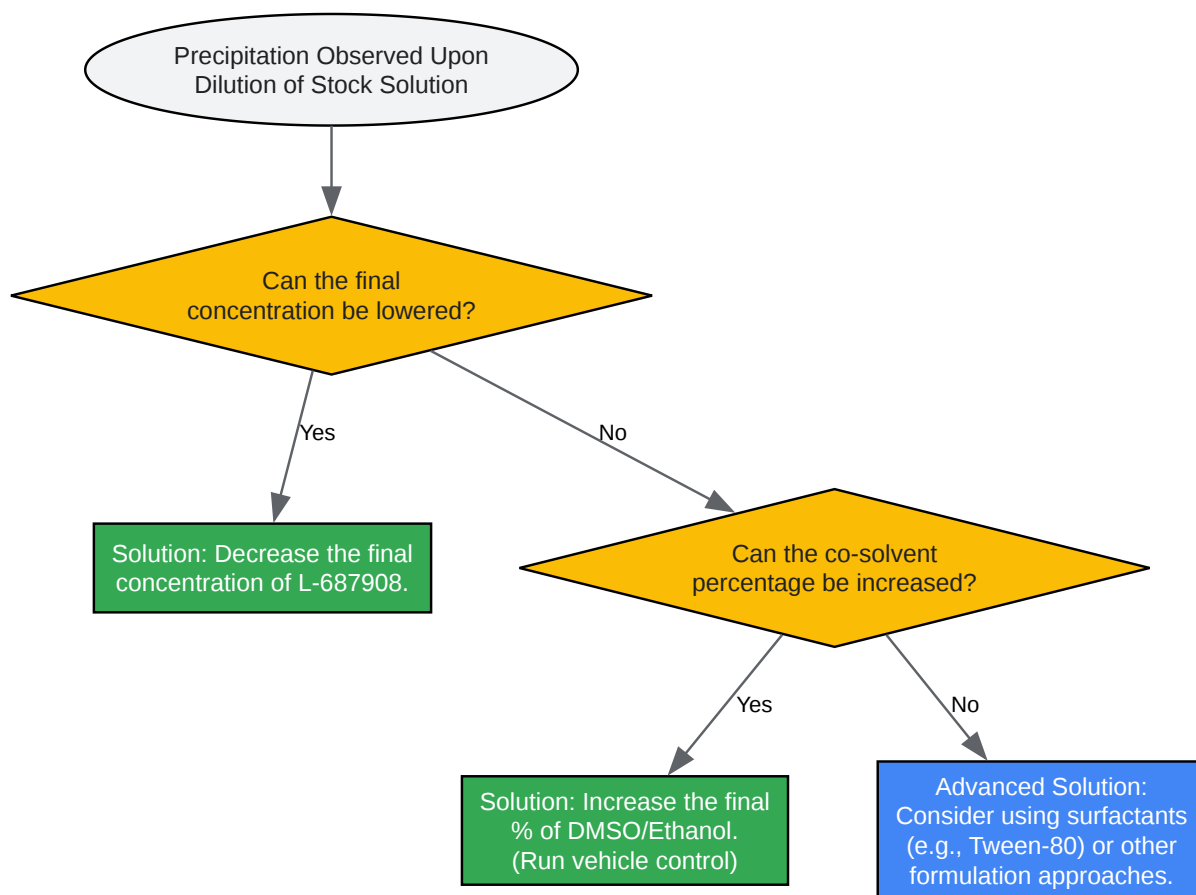 Precipitation Observed Upon
Dilution of Stock Solution
Can the final
concentration be lowered?
Yes
No
Solution: Decrease the final
concentration of L-687908.
Can the co-solvent
percentage be increased?
Yes
No
Solution: Increase the final
% of DMSO/Ethanol.
(Run vehicle control)
Advanced Solution:
Consider using surfactants
(e.g., Tween-80) or other
formulation approaches.